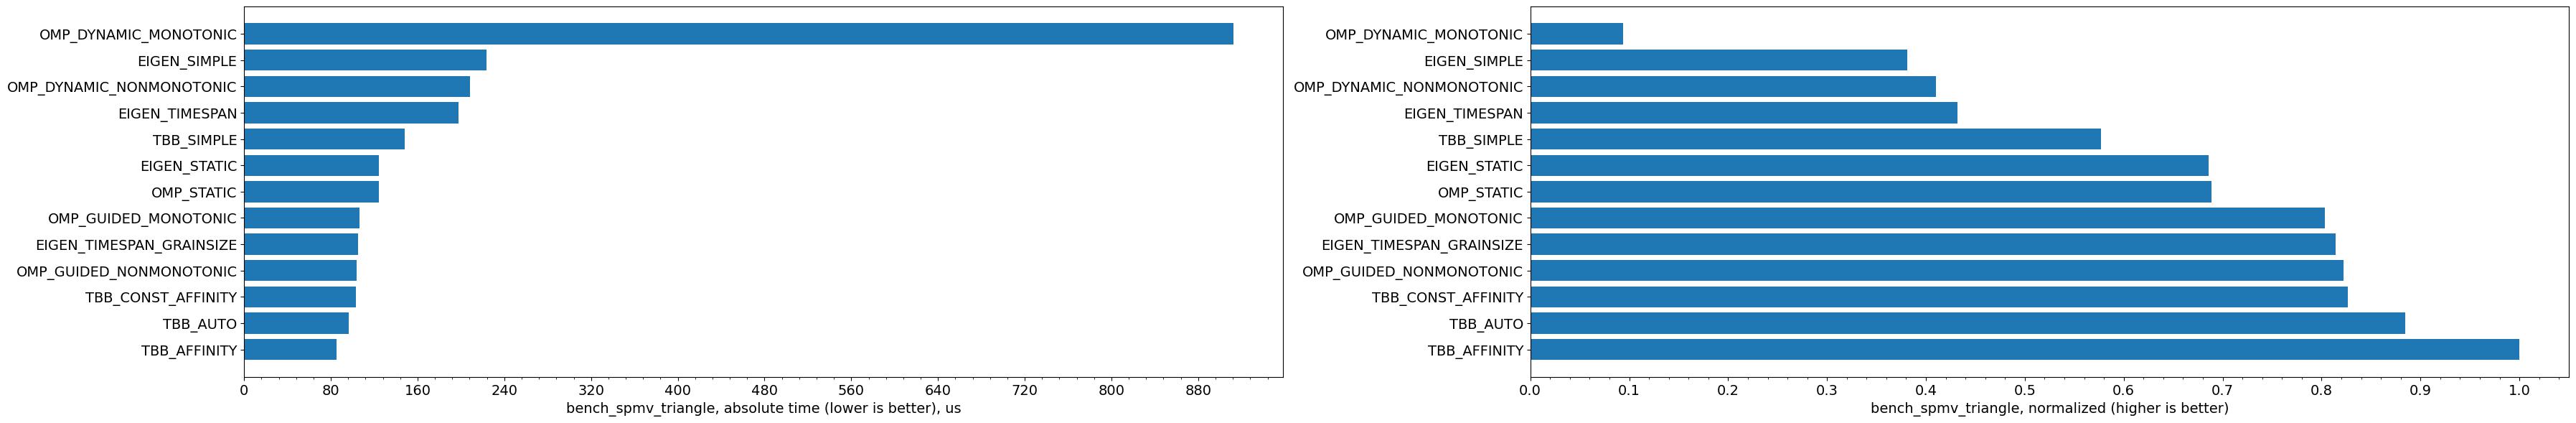 OMP_DYNAMIC_MONOTONIC
EIGEN_SIMPLE
OMP_DYNAMIC_NONMONOTONIC
EIGEN_TIMESPAN
TBB_SIMPLE
EIGEN_STATIC
OMP_STATIC
OMP_GUIDED_MONOTONIC
EIGEN_TIMESPAN_GRAINSIZE
OMP_GUIDED_NONMONOTONIC
TBB_CONST_AFFINITY
TBB_AUTO
TBB_AFFINITY
0 80 160 240 320 400 480 560 640 720 800 880
bench_spmv_triangle, absolute time (lower is better), us
OMP_DYNAMIC_MONOTONIC
EIGEN_SIMPLE
OMP_DYNAMIC_NONMONOTONIC
EIGEN_TIMESPAN
TBB_SIMPLE
EIGEN_STATIC
OMP_STATIC
OMP_GUIDED_MONOTONIC
EIGEN_TIMESPAN_GRAINSIZE
OMP_GUIDED_NONMONOTONIC
TBB_CONST_AFFINITY
TBB_AUTO
TBB_AFFINITY
0.0 0.1 0.2 0.3 0.4 0.5 0.6 0.7 0.8 0.9 1.0
bench_spmv_triangle, normalized (higher is better)